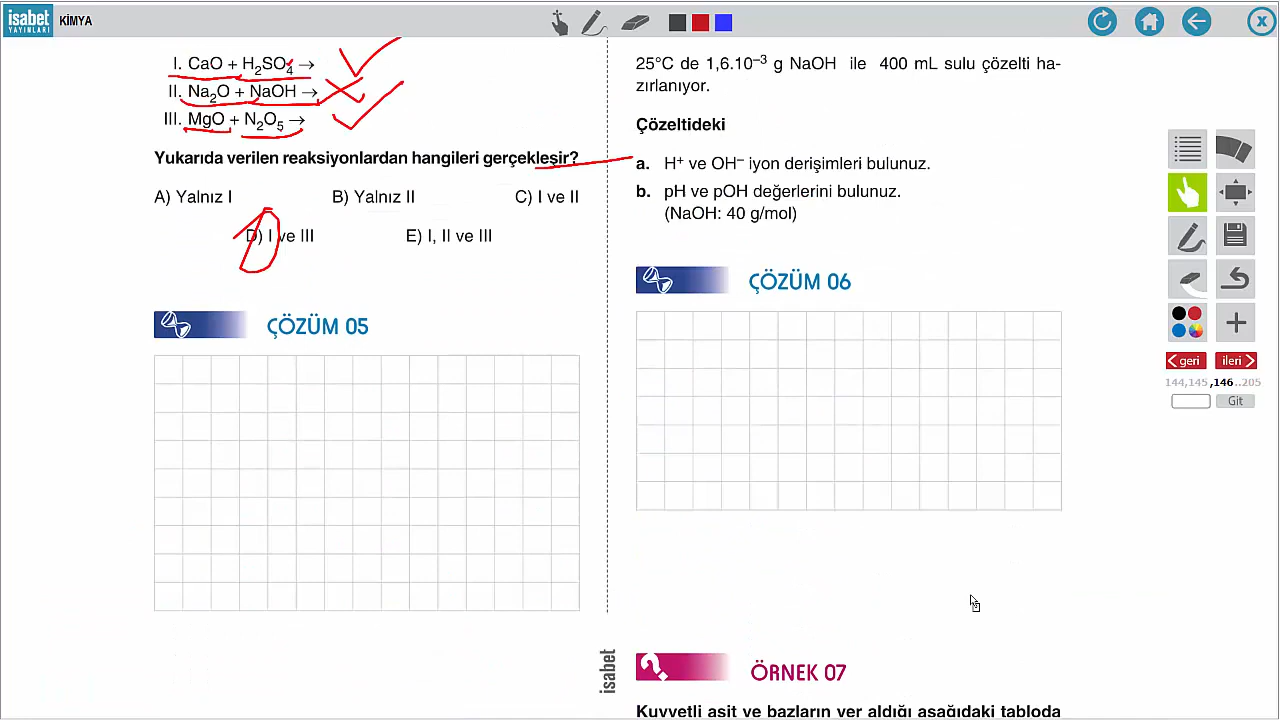 isabet
YAYINLARI
KİMYA
I. CaO + H₂SO₄ →
II. Na₂O + NaOH →
III. MgO + N₂O₅ →
Yukarıda verilen reaksiyonlardan hangileri gerçekleşir?
A) Yalnız I
B) Yalnız II
C) I ve II
D) I ve III
E) I, II ve III
ÇÖZÜM 05
25°C de 1,6.10⁻³ g NaOH ile 400 mL sulu çözelti ha-
zırlanıyor.
Çözeltideki
a. H⁺ ve OH⁻ iyon derişimleri bulunuz.
b. pH ve pOH değerlerini bulunuz.
(NaOH: 40 g/mol)
ÇÖZÜM 06
isabet
ÖRNEK 07
Kuvvetli asit ve bazların yer aldığı aşağıdaki tabloda
geri
ileri
144,145,146..205
Git